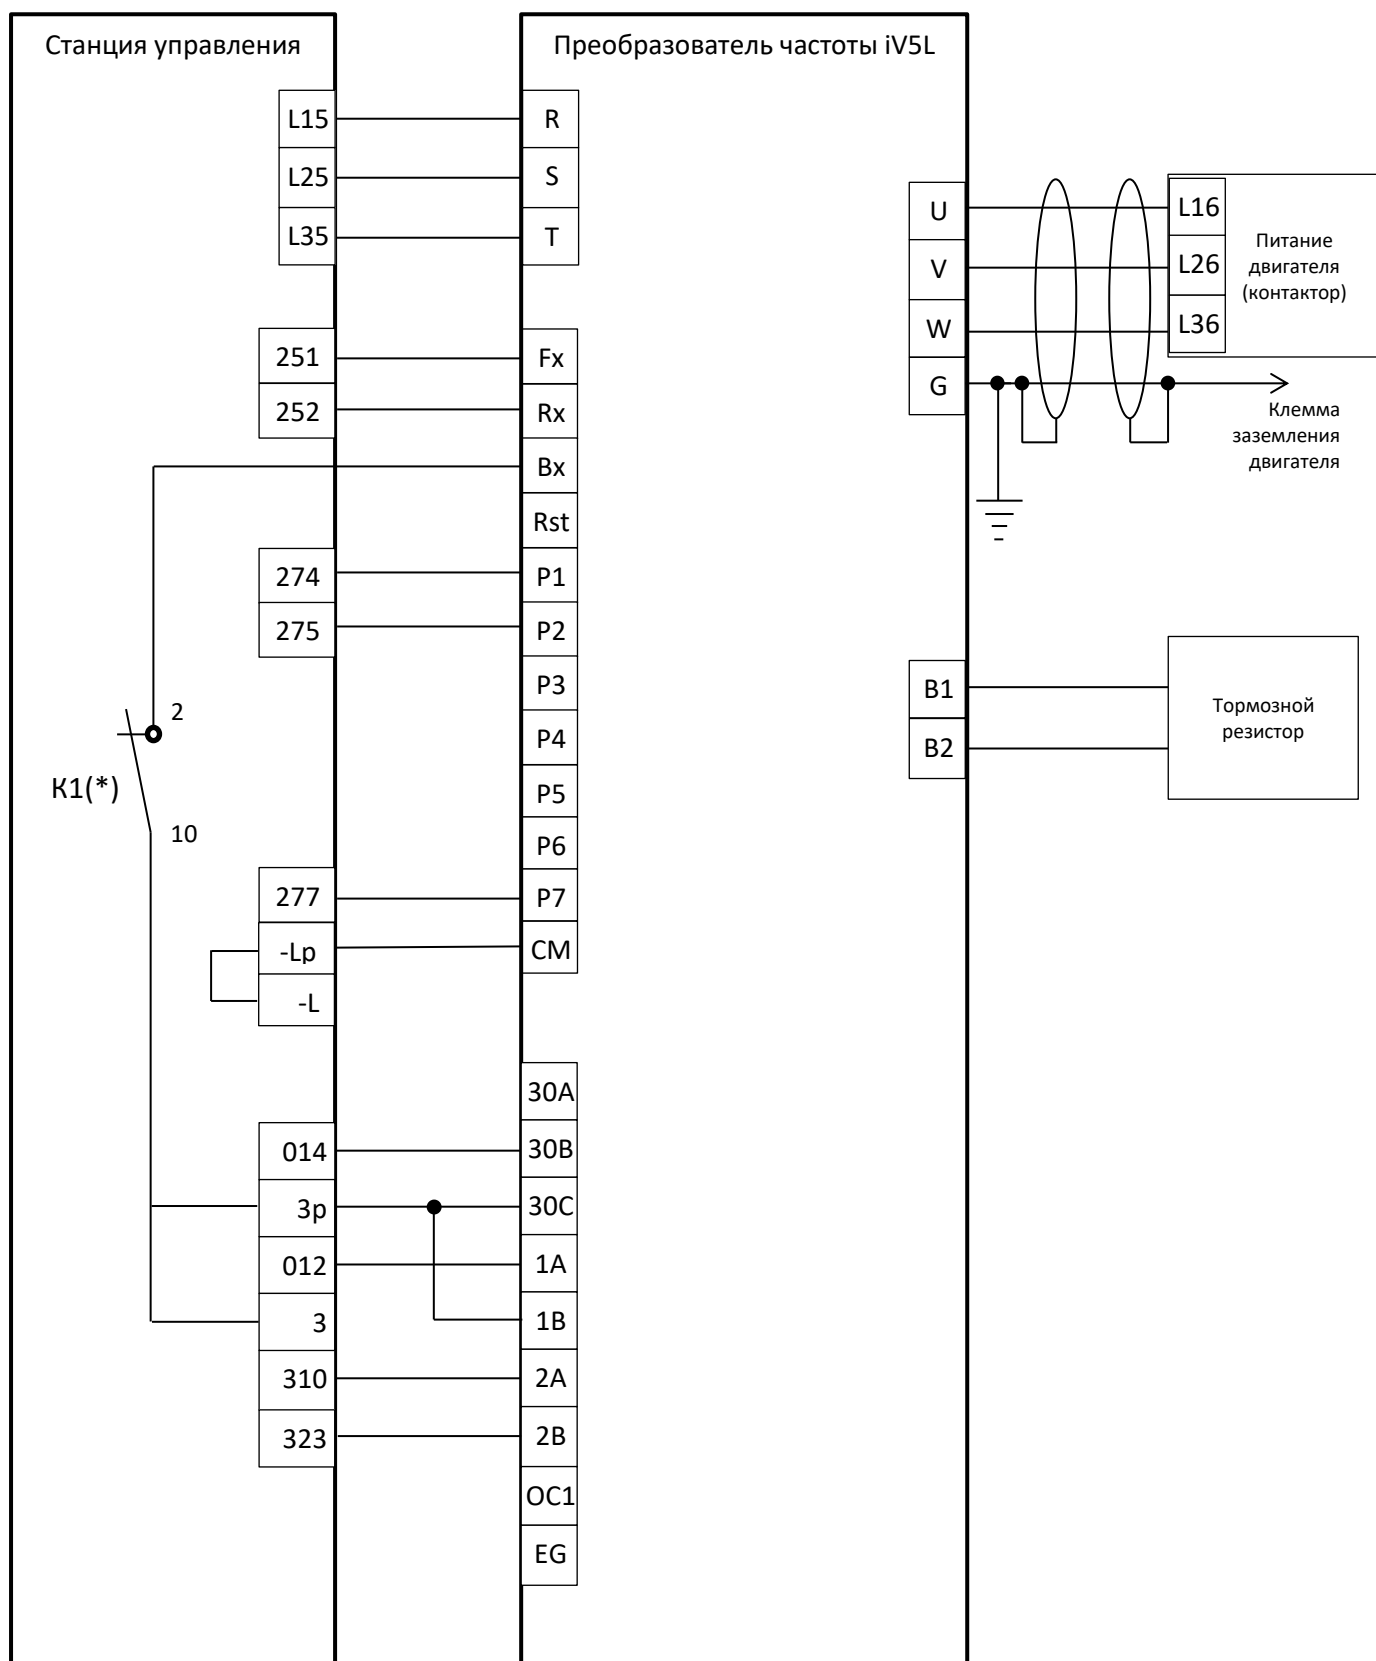 Станция управления
Преобразователь частоты iV5L
L15
R
L25
S
L35
T
U
L16
V
L26
W
L36
G
Питание
двигателя
(контактор)
Клемма
заземления
двигателя
251
Fx
252
Rx
Bx
Rst
274
P1
275
P2
P3
P4
P5
P6
277
P7
-Lp
CM
-L
2
К1(*)
10
B1
B2
Тормозной
резистор
30A
014
30B
3p
30C
012
1A
3
1B
310
2A
323
2B
OC1
EG